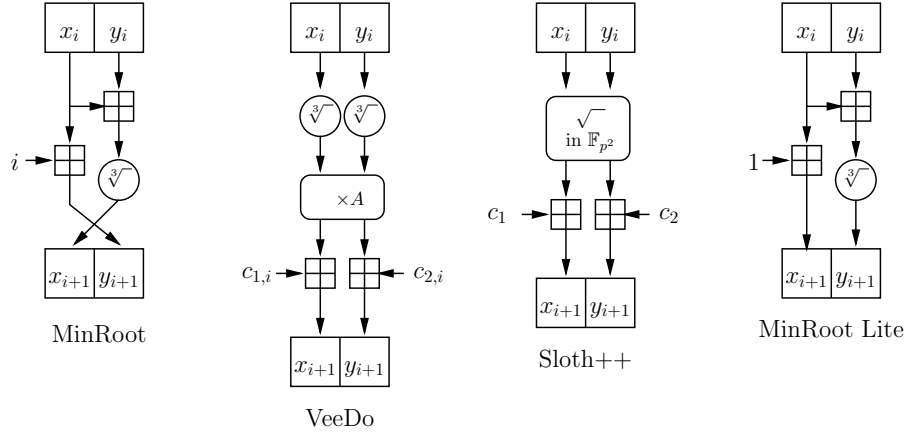 x_i y_i
i
∛
x_{i+1} y_{i+1}
MinRoot
x_i y_i
∛ ∛
×A
c_{1,i} c_{2,i}
x_{i+1} y_{i+1}
VeeDo
x_i y_i
√
in 𝔽_{p^2}
c_1 c_2
x_{i+1} y_{i+1}
Sloth++
x_i y_i
1
∛
x_{i+1} y_{i+1}
MinRoot Lite